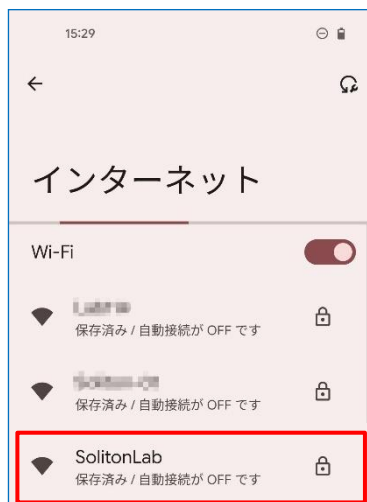 15:29
インターネット
Wi-Fi
保存済み / 自動接続が OFF です
保存済み / 自動接続が OFF です
SolitonLab
保存済み / 自動接続が OFF です